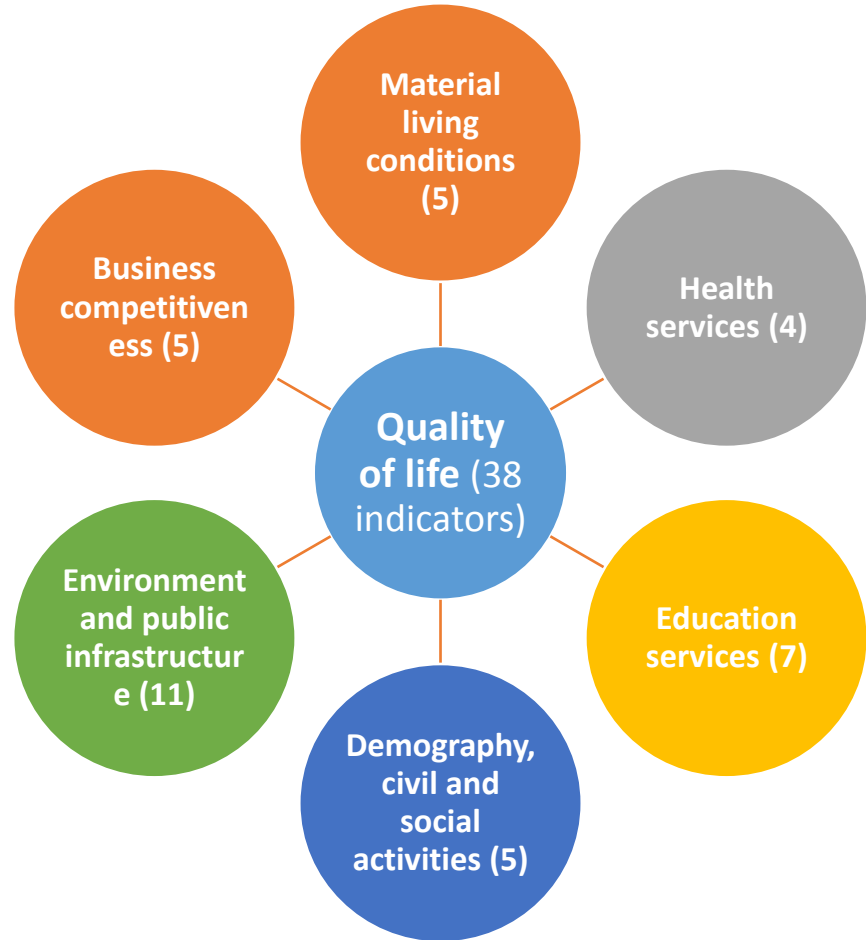 Material
living
conditions
(5)
Health
services (4)
Education
services (7)
Demography,
civil and
social
activities (5)
Environment
and public
infrastructur
e (11)
Business
competitiven
ess (5)
Quality
of life (38
indicators)